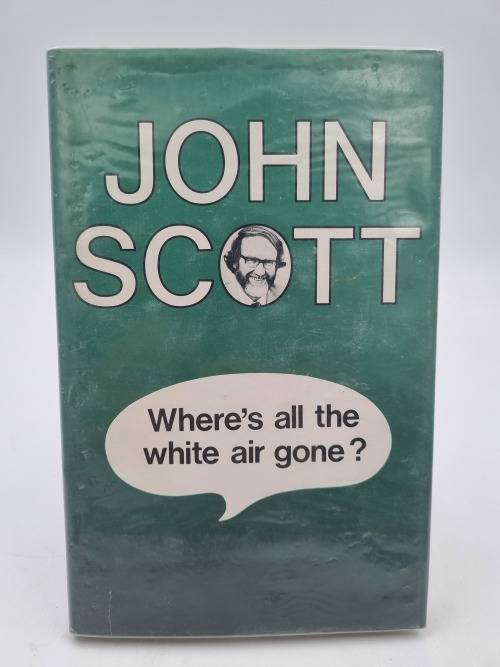 JOHN
SCOTT
Where's all the
white air gone?